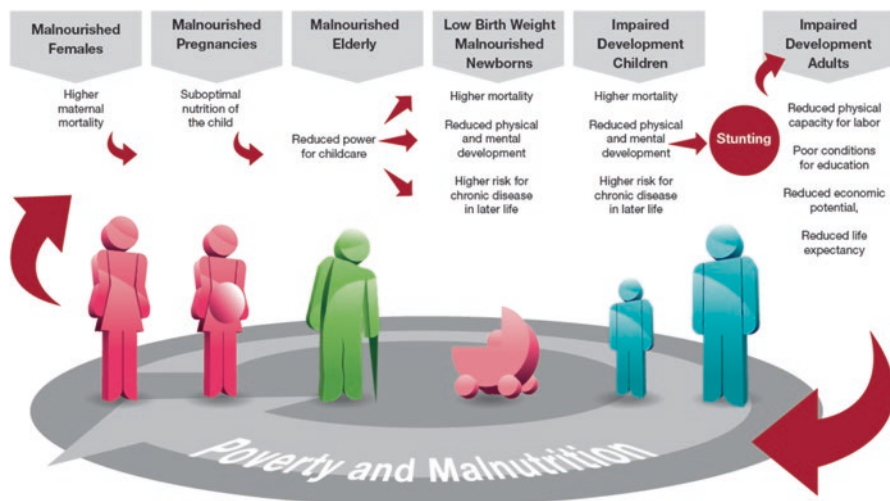 Malnourished
Females
Higher
maternal
mortality
Malnourished
Pregnancies
Suboptimal
nutrition of
the child
Malnourished
Elderly
Reduced power
for childcare
Low Birth Weight
Malnourished
Newborns
Higher mortality
Reduced physical
and mental
development
Higher risk for
chronic disease
in later life
Impaired
Development
Children
Higher mortality
Reduced physical
and mental
development
Higher risk for
chronic disease
in later life
Stunting
Impaired
Development
Adults
Reduced physical
capacity for labor
Poor conditions
for education
Reduced economic
potential,
Reduced life
expectancy
Poverty and Malnutrition